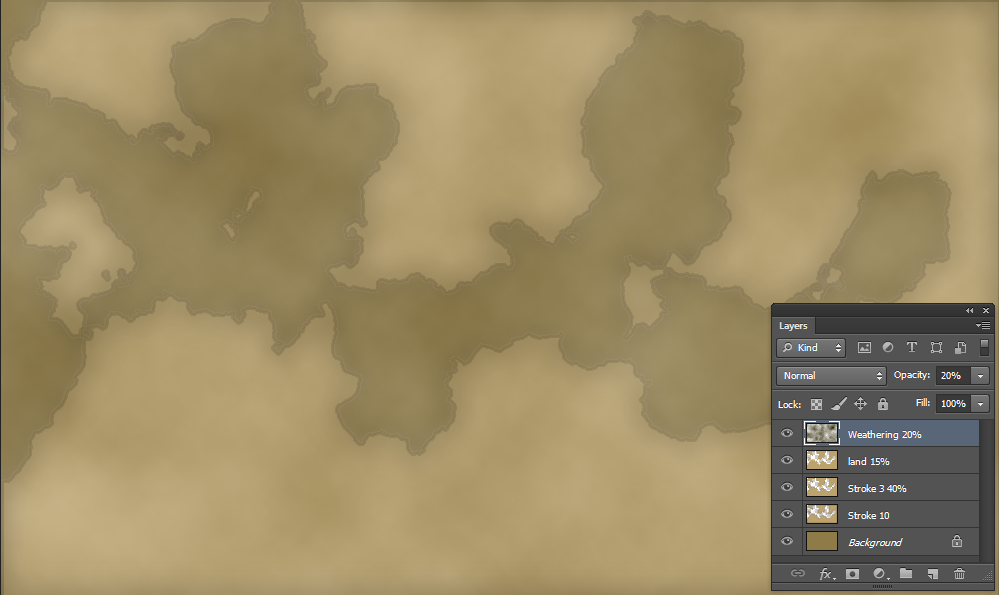 Layers
Kind
Normal Opacity: 20%
Lock: Fill: 100%
Weathering 20%
land 15%
Stroke 3 40%
Stroke 10
Background
fx